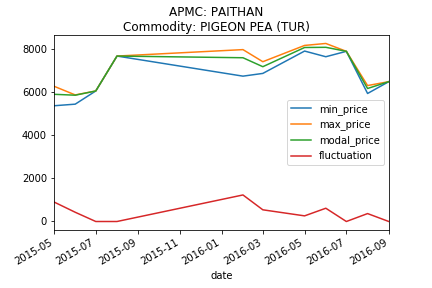 APMC: PAITHAN
Commodity: PIGEON PEA (TUR)
8000
6000
4000
2000
0
min_price
max_price
modal_price
fluctuation
2015-05
2015-07
2015-09
2015-11
2016-01
2016-03
2016-05
2016-07
2016-09
date